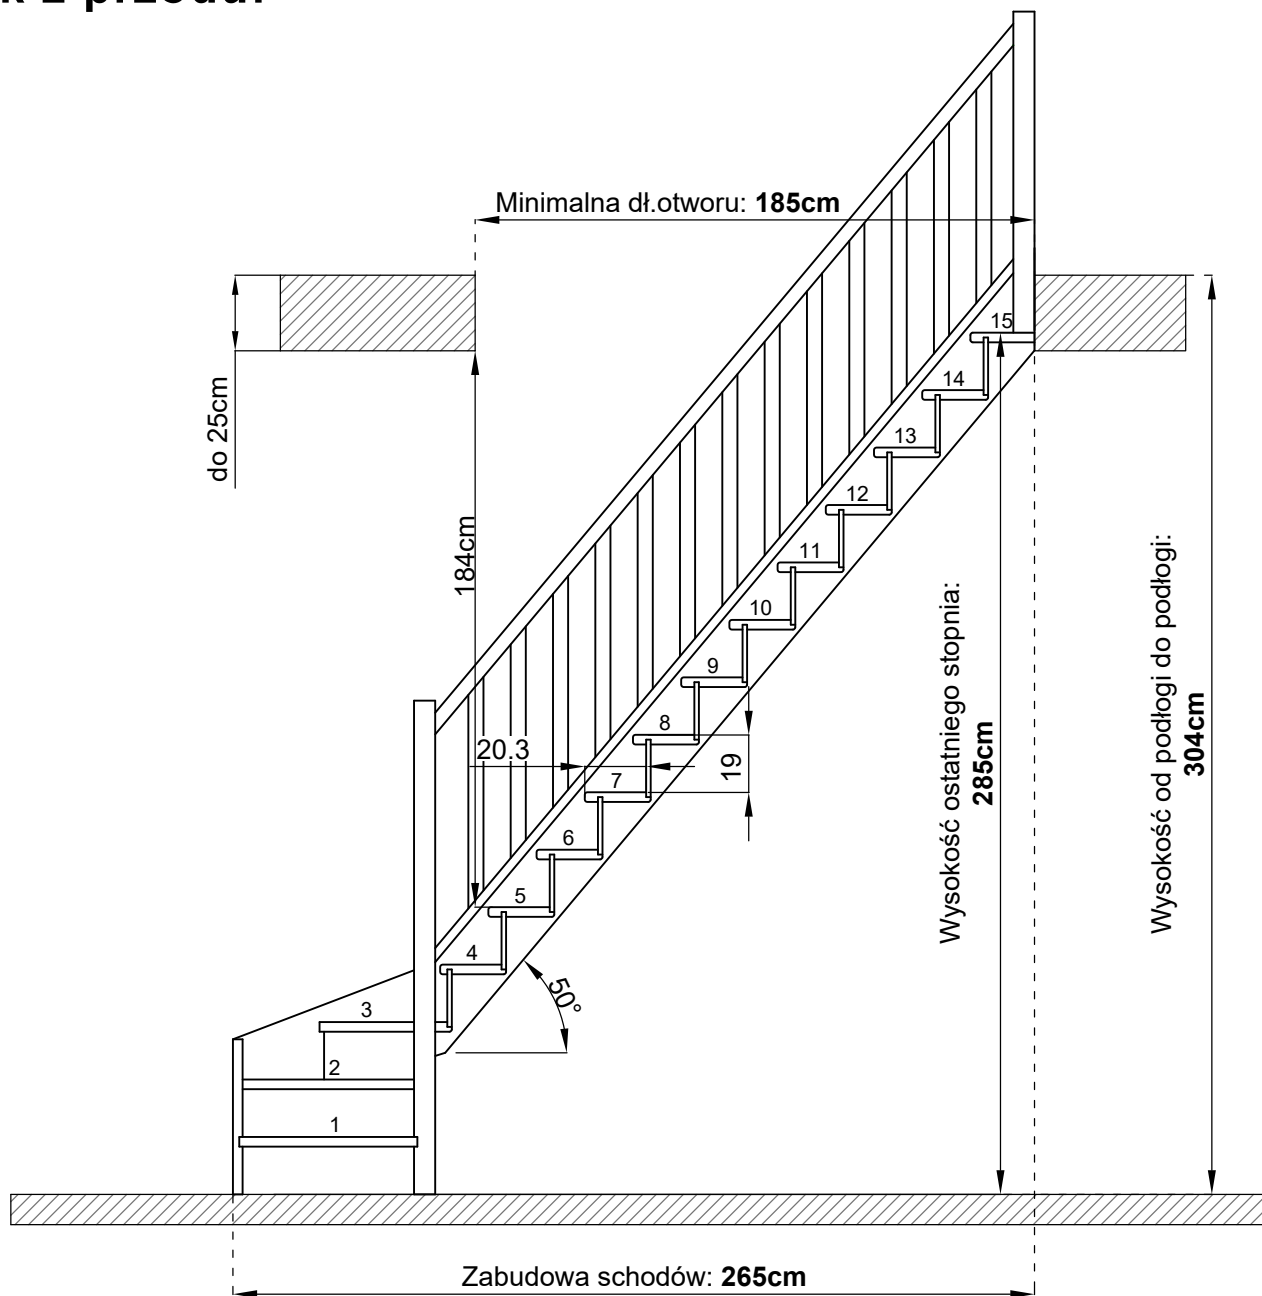 k z przodu:
Minimalna dł.otworu: 185cm
do 25cm
184cm
15
14
13
12
11
10
9
8
20.3
7
19
6
5
4
50°
3
2
1
Wysokość ostatniego stopnia:
285cm
Wysokość od podłogi do podłogi:
304cm
Zabudowa schodów: 265cm